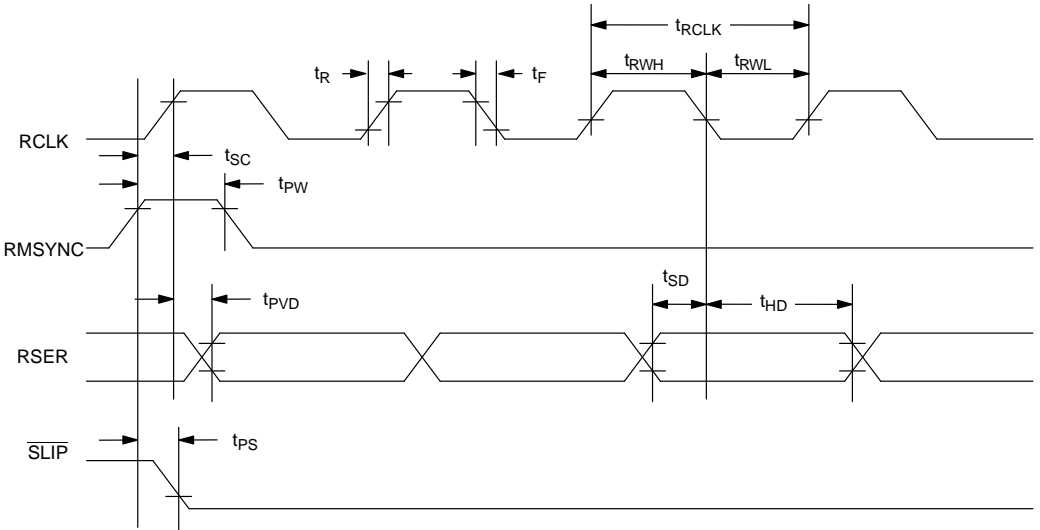 tRCLK
tR
tF
tRWH
tRWL
RCLK
tSC
tPW
RMSYNC
tSD
tPVD
tHD
RSER
tPS
SLIP